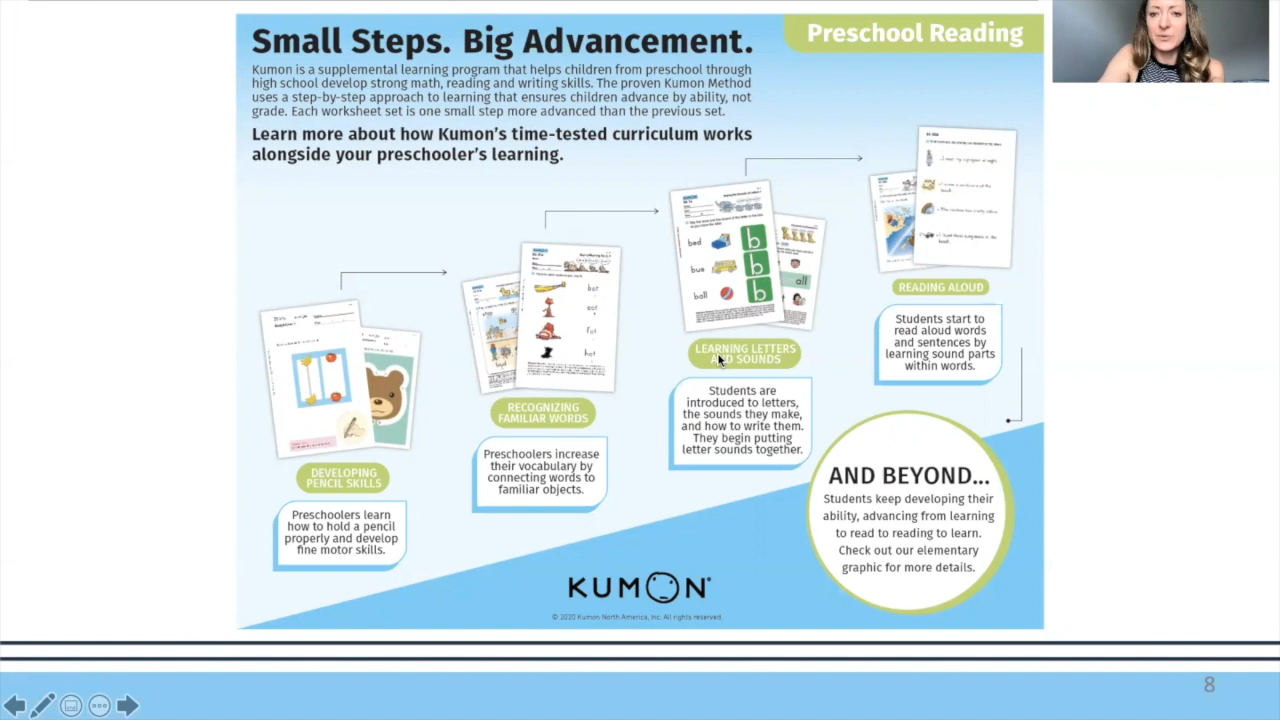 Small Steps. Big Advancement.
Preschool Reading
Kumon is a supplemental learning program that helps children from preschool through
high school develop strong math, reading and writing skills. The proven Kumon Method
uses a step-by-step approach to learning that ensures children advance by ability, not
grade. Each worksheet set is one small step more advanced than the previous set.
Learn more about how Kumon's time-tested curriculum works
alongside your preschooler's learning.
DEVELOPING
PENCIL SKILLS
Preschoolers learn
how to hold a pencil
properly and develop
fine motor skills.
RECOGNIZING
FAMILIAR WORDS
Preschoolers increase
their vocabulary by
connecting words to
familiar objects.
bed
b
bus
b
ball
b
all
LEARNING LETTERS
AND SOUNDS
Students are
introduced to letters,
the sounds they make,
and how to write them.
They begin putting
letter sounds together.
READING ALOUD
Students start to
read aloud words
and sentences by
learning sound parts
within words.
AND BEYOND...
Students keep developing their
ability, advancing from learning
to read to reading to learn.
Check out our elementary
graphic for more details.
KUMON
© 2020 Kumon North America, Inc. All rights reserved.
8